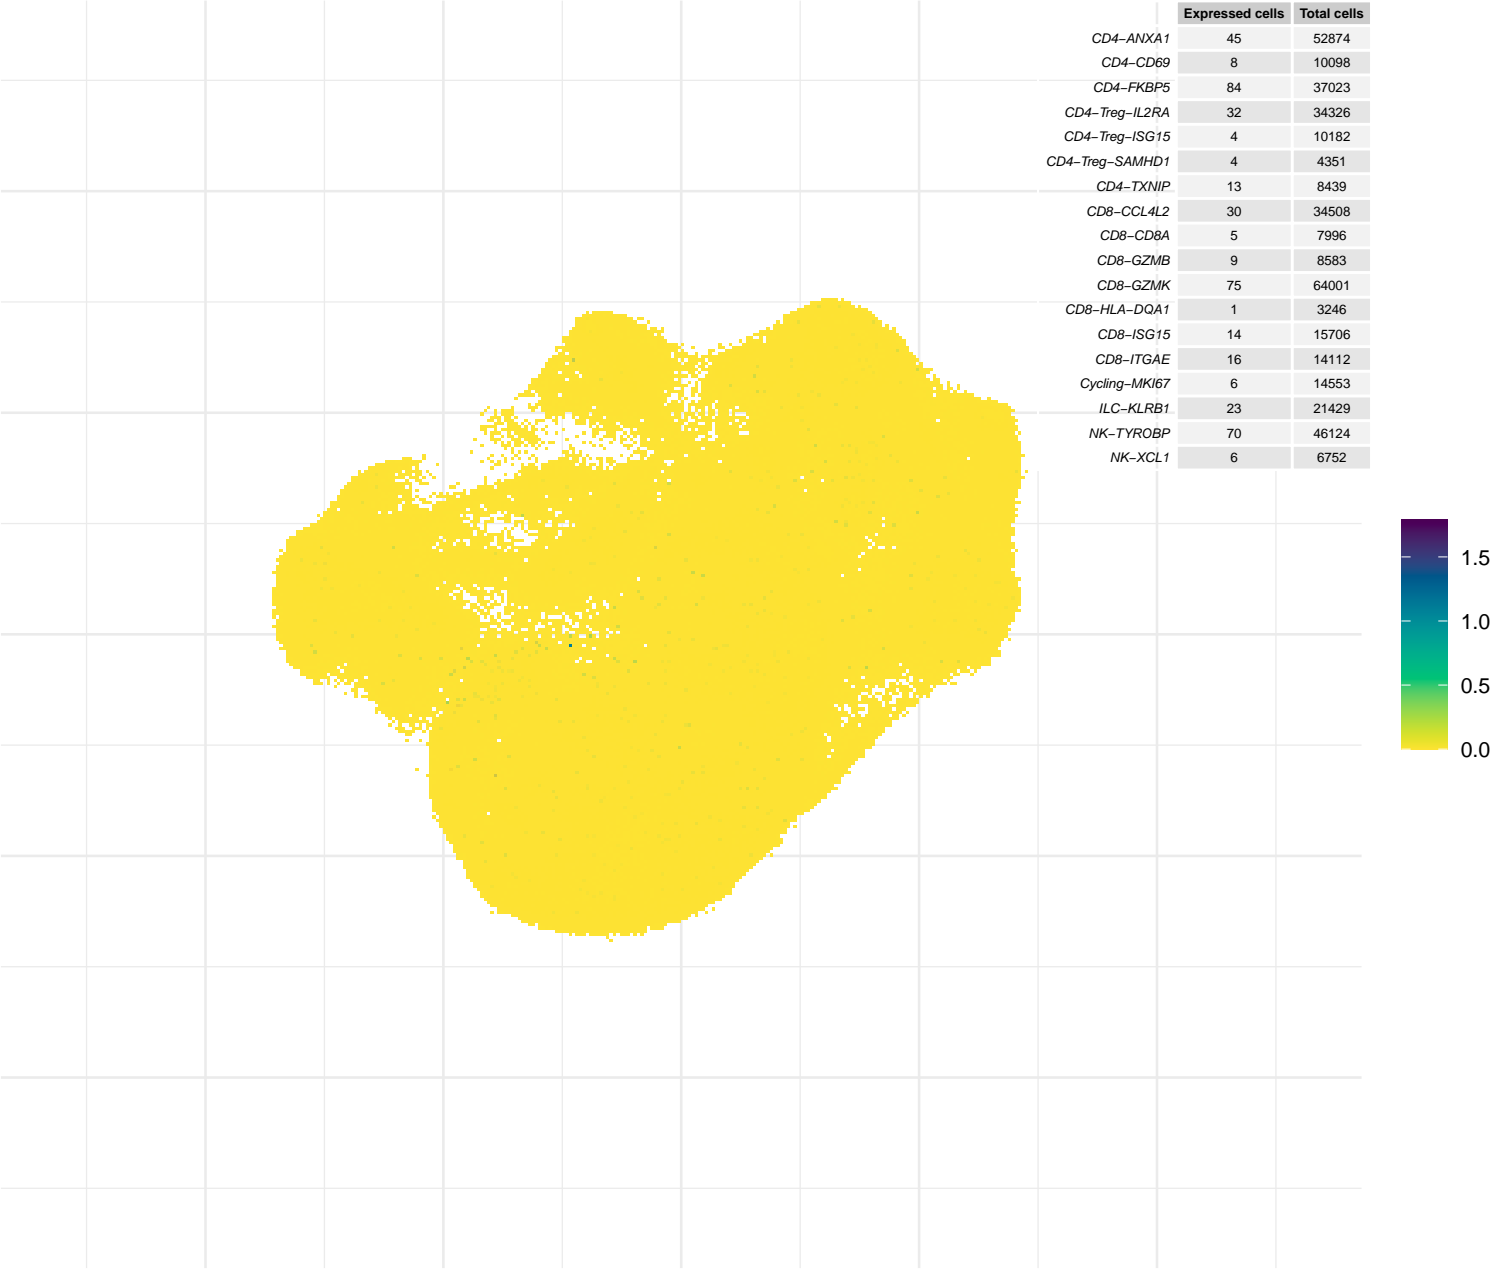 Expressed cells Total cells
CD4−ANXA1 45 52874
CD4−CD69 8 10098
CD4−FKBP5 84 37023
CD4−Treg−IL2RA 32 34326
CD4−Treg−ISG15 4 10182
CD4−Treg−SAMHD1 4 4351
CD4−TXNIP 13 8439
CD8−CCL4L2 30 34508
CD8−CD8A 5 7996
CD8−GZMB 9 8583
CD8−GZMK 75 64001
CD8−HLA−DQA1 1 3246
CD8−ISG15 14 15706
CD8−ITGAE 16 14112
Cycling−MKI67 6 14553
ILC−KLRB1 23 21429
NK−TYROBP 70 46124
NK−XCL1 6 6752
1.5
1.0
0.5
0.0